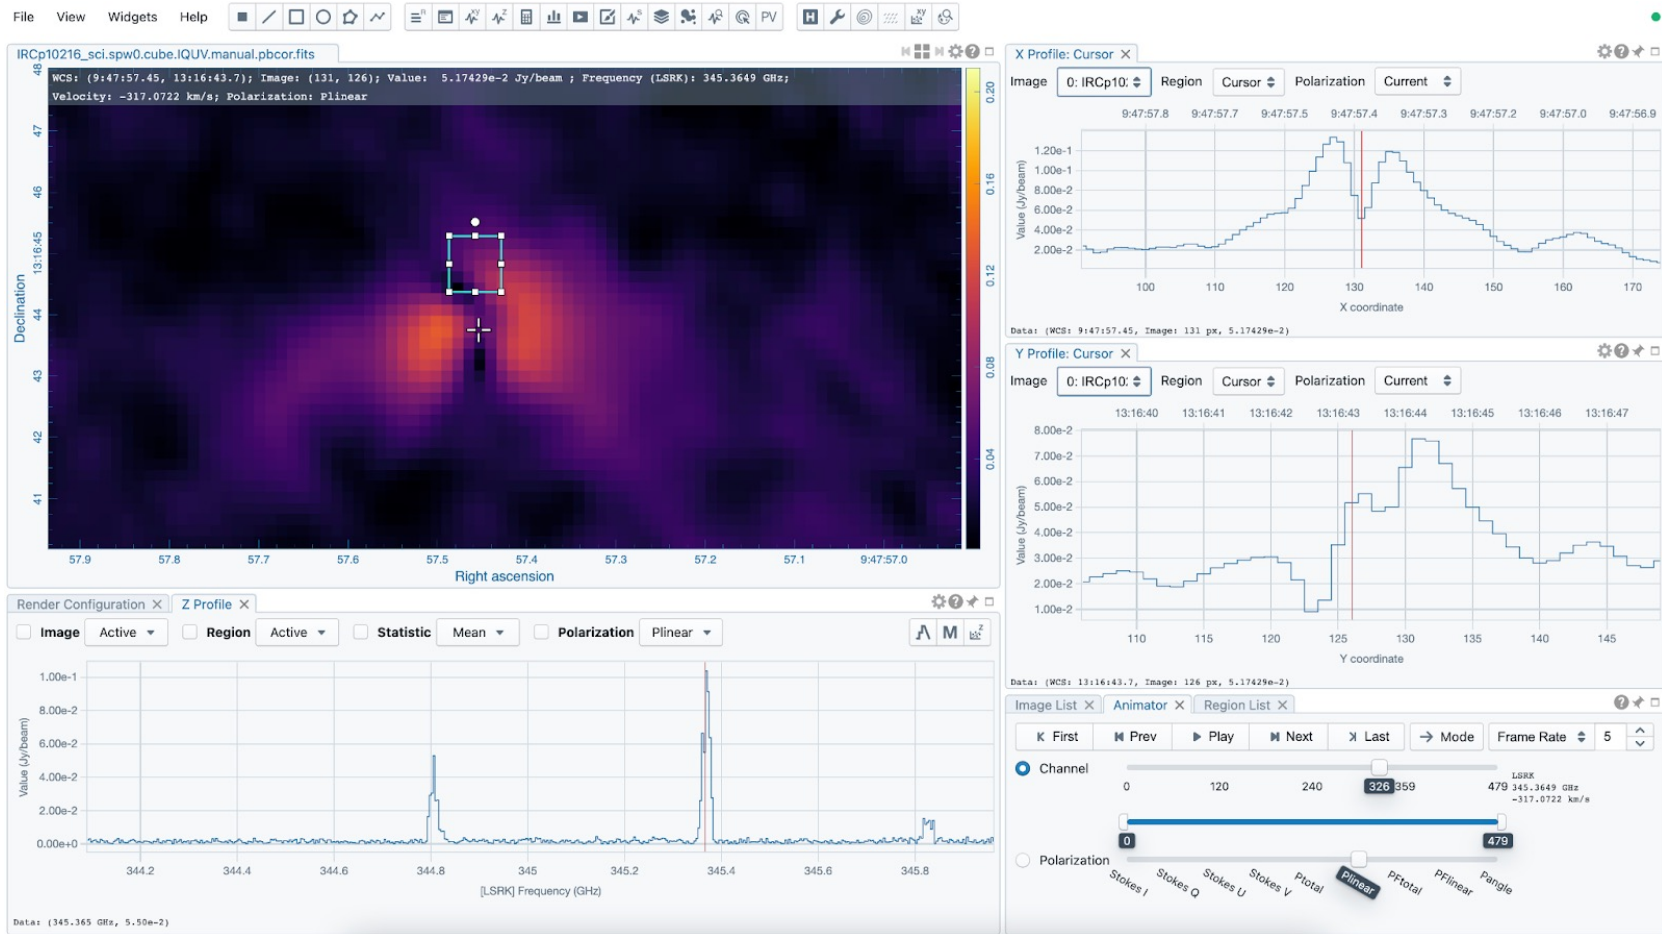 File View Widgets Help PV H
IRCp10216_sci.spw0.cube.IQUV.manual.pbcor.fits
WCS: (9:47:57.45, 13:16:43.7); Image: (131, 126); Value: 5.17429e-2 Jy/beam ; Frequency (LSRK): 345.3649 GHz;
Velocity: -317.0722 km/s; Polarization: Plinear
48
47
46
13:16:45
44
43
42
41
Declination
57.9 57.8 57.7 57.6 57.5 57.4 57.3 57.2 57.1 9:47:57.0
Right ascension
0.20
0.16
0.12
0.08
0.04
X Profile: Cursor
Image 0: IRCp10: Region Cursor Polarization Current
9:47:57.8 9:47:57.7 9:47:57.5 9:47:57.4 9:47:57.3 9:47:57.2 9:47:57.0 9:47:56.9
1.20e-1
1.00e-1
8.00e-2
6.00e-2
4.00e-2
2.00e-2
Value (Jy/beam)
100 110 120 130 140 150 160 170
X coordinate
Data: (WCS: 9:47:57.45, Image: 131 px, 5.17429e-2)
Y Profile: Cursor
Image 0: IRCp10: Region Cursor Polarization Current
13:16:40 13:16:41 13:16:42 13:16:43 13:16:44 13:16:45 13:16:46 13:16:47
8.00e-2
7.00e-2
6.00e-2
5.00e-2
4.00e-2
3.00e-2
2.00e-2
1.00e-2
Value (Jy/beam)
110 115 120 125 130 135 140 145
Y coordinate
Data: (WCS: 13:16:43.7, Image: 126 px, 5.17429e-2)
Render Configuration Z Profile
Image Active Region Active Statistic Mean Polarization Plinear M
1.00e-1
8.00e-2
6.00e-2
4.00e-2
2.00e-2
0.00e+0
Value (Jy/beam)
344.2 344.4 344.6 344.8 345 345.2 345.4 345.6 345.8
[LSRK] Frequency (GHz)
Data: (345.365 GHz, 5.50e-2)
Image List Animator Region List
First Prev Play Next Last Mode Frame Rate 5
Channel
0 120 240 326 359 479
LSRK
345.3649 GHz
-317.0722 km/s
0 479
Polarization
Stokes I Stokes Q Stokes U Stokes V Ptotal Plinear PFtotal PFlinear Pangle